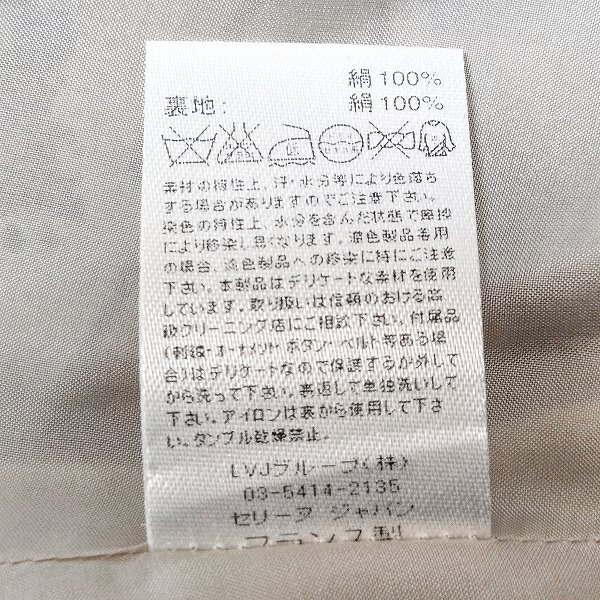 絹 100%
裏地: 絹 100%
素材の特性上、汗・水分等により色落ち
する場合がありますのでご注意下さい。
染色の特性上、水分を含んだ状態で摩擦
により移染し易くなります。濃色製品着用
の場合、淡色製品への移染に特にご注意
下さい。本製品はデリケートな素材を使用
しています。取り扱いは信頼のおける高
級クリーニング店にご相談下さい。付属品
(刺繍・オーナメント・ボタン・ベルト等ある場
合)はデリケートなので保護するか外して
から洗って下さい。裏返して単独洗いして
下さい。アイロンは裏から使用して下さ
い。タンブル乾燥禁止。
LVJグループ(株)
03-5414-2135
セリーヌ ジャパン
フランス製